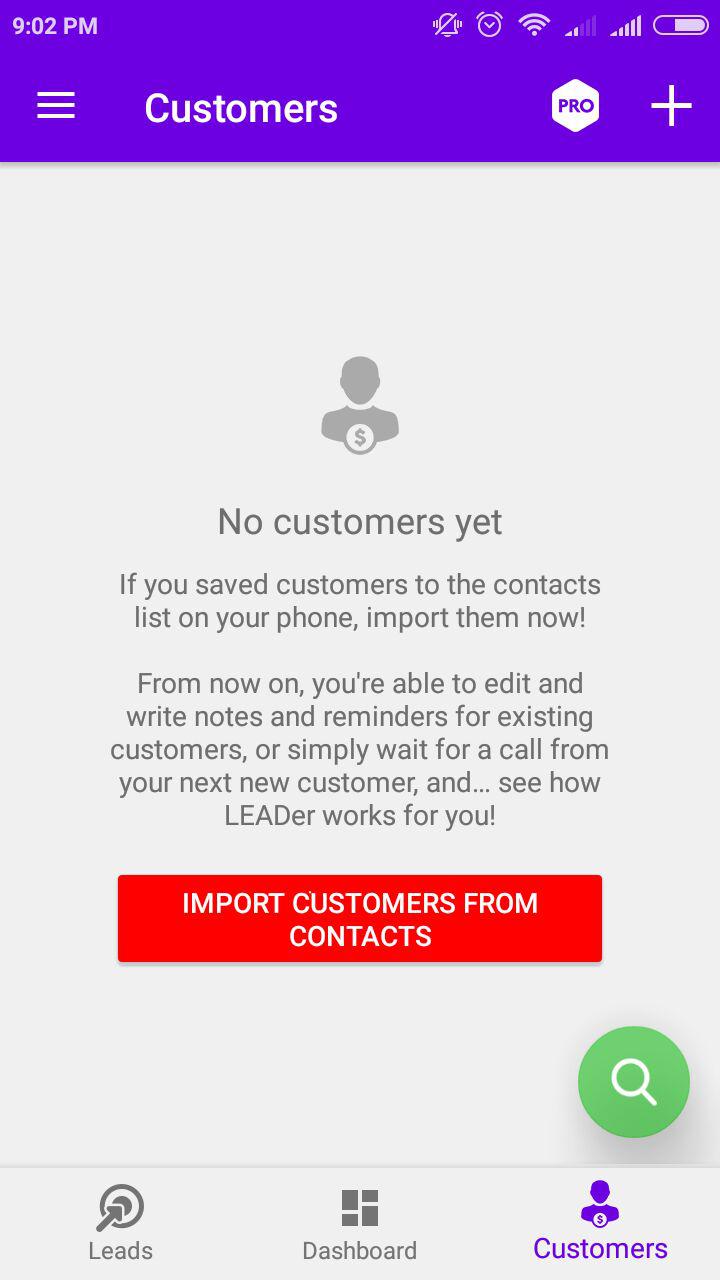 9:02 PM
Customers
PRO
$
No customers yet
If you saved customers to the contacts
list on your phone, import them now!
From now on, you're able to edit and
write notes and reminders for existing
customers, or simply wait for a call from
your next new customer, and... see how
LEADer works for you!
IMPORT CUSTOMERS FROM
CONTACTS
$
Leads
Dashboard
Customers